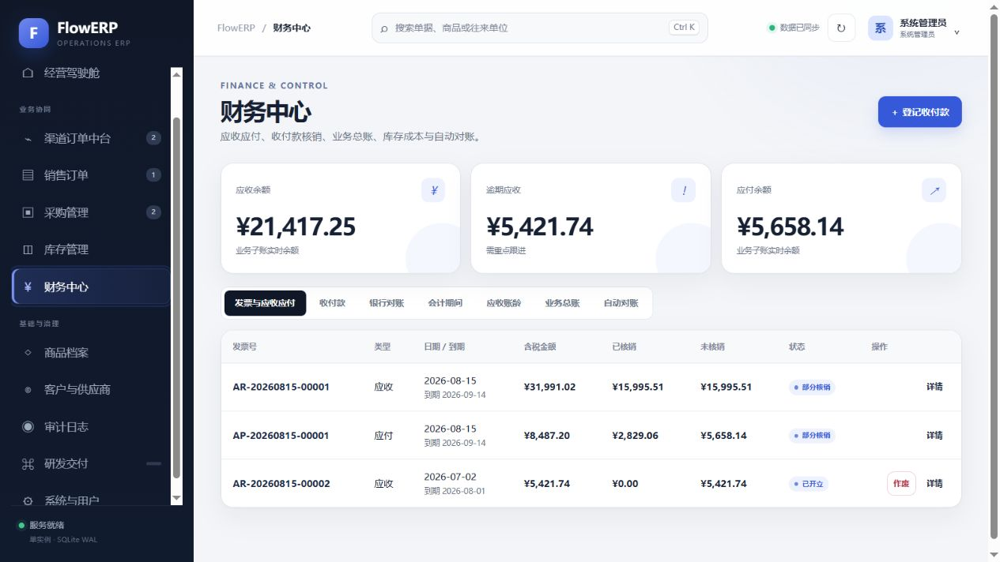 F FlowERP
OPERATIONS ERP
经营驾驶舱
业务协同
渠道订单中台 2
销售订单 1
采购管理 2
库存管理
¥ 财务中心
基础与治理
商品档案
客户与供应商
审计日志
研发交付
系统与用户
服务就绪
单实例 · SQLite WAL
FlowERP / 财务中心
搜索单据、商品或往来单位 Ctrl K
数据已同步
系 系统管理员
系统管理员
FINANCE & CONTROL
财务中心
应收应付、收付款核销、业务总账、库存成本与自动对账。
+ 登记收付款
应收余额 ¥
¥21,417.25
业务子账实时余额
逾期应收 !
¥5,421.74
需重点跟进
应付余额
¥5,658.14
业务子账实时余额
发票与应收应付 收付款 银行对账 会计期间 应收账龄 业务总账 自动对账
发票号 类型 日期 / 到期 含税金额 已核销 未核销 状态 操作
AR-20260815-00001 应收 2026-08-15 ¥31,991.02 ¥15,995.51 ¥15,995.51 部分核销 详情
到期 2026-09-14
AP-20260815-00001 应付 2026-08-15 ¥8,487.20 ¥2,829.06 ¥5,658.14 部分核销 详情
到期 2026-09-14
AR-20260815-00002 应收 2026-07-02 ¥5,421.74 ¥0.00 ¥5,421.74 已开立 作废 详情
到期 2026-08-01